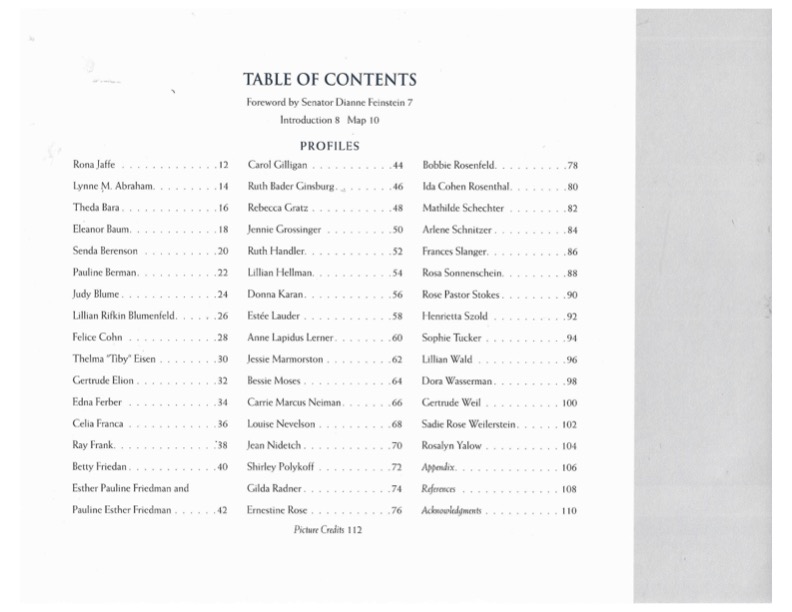 TABLE OF CONTENTS
Foreword by Senator Dianne Feinstein 7
Introduction 8 Map 10
PROFILES
Rona Jaffe . . . . . . . . . . . . . 12
Lynne M. Abraham. . . . . . . . . 14
Theda Bara . . . . . . . . . . . . . 16
Eleanor Baum. . . . . . . . . . . . 18
Senda Berenson . . . . . . . . . . 20
Pauline Berman. . . . . . . . . . . 22
Judy Blume . . . . . . . . . . . . . 24
Lillian Rifkin Blumenfeld. . . . . . 26
Felice Cohn . . . . . . . . . . . . 28
Thelma "Tiby" Eisen . . . . . . . . 30
Gertrude Elion . . . . . . . . . . . 32
Edna Ferber . . . . . . . . . . . . 34
Celia Franca . . . . . . . . . . . . 36
Ray Frank. . . . . . . . . . . . . . 38
Betty Friedan . . . . . . . . . . . . 40
Esther Pauline Friedman and
Pauline Esther Friedman . . . . . . 42
Carol Gilligan . . . . . . . . . . . 44
Ruth Bader Ginsburg. . . . . . . . 46
Rebecca Gratz . . . . . . . . . . . 48
Jennie Grossinger . . . . . . . . . 50
Ruth Handler. . . . . . . . . . . . 52
Lillian Hellman. . . . . . . . . . . 54
Donna Karan. . . . . . . . . . . . 56
Estée Lauder . . . . . . . . . . . . 58
Anne Lapidus Lerner. . . . . . . . 60
Jessie Marmorston . . . . . . . . . 62
Bessie Moses . . . . . . . . . . . . 64
Carrie Marcus Neiman. . . . . . . 66
Louise Nevelson . . . . . . . . . . 68
Jean Nidetch . . . . . . . . . . . . 70
Shirley Polykoff . . . . . . . . . . 72
Gilda Radner . . . . . . . . . . . . 74
Ernestine Rose . . . . . . . . . . . 76
Bobbie Rosenfeld. . . . . . . . . . 78
Ida Cohen Rosenthal. . . . . . . . 80
Mathilde Schechter . . . . . . . . 82
Arlene Schnitzer . . . . . . . . . . 84
Frances Slanger. . . . . . . . . . . 86
Rosa Sonnenschein. . . . . . . . . 88
Rose Pastor Stokes . . . . . . . . . 90
Henrietta Szold . . . . . . . . . . 92
Sophie Tucker . . . . . . . . . . . 94
Lillian Wald . . . . . . . . . . . . 96
Dora Wasserman. . . . . . . . . . 98
Gertrude Weil . . . . . . . . . . 100
Sadie Rose Weilerstein. . . . . . 102
Rosalyn Yalow . . . . . . . . . . 104
Appendix. . . . . . . . . . . . . 106
References . . . . . . . . . . . . 108
Acknowledgments . . . . . . . . . 110
Picture Credits 112